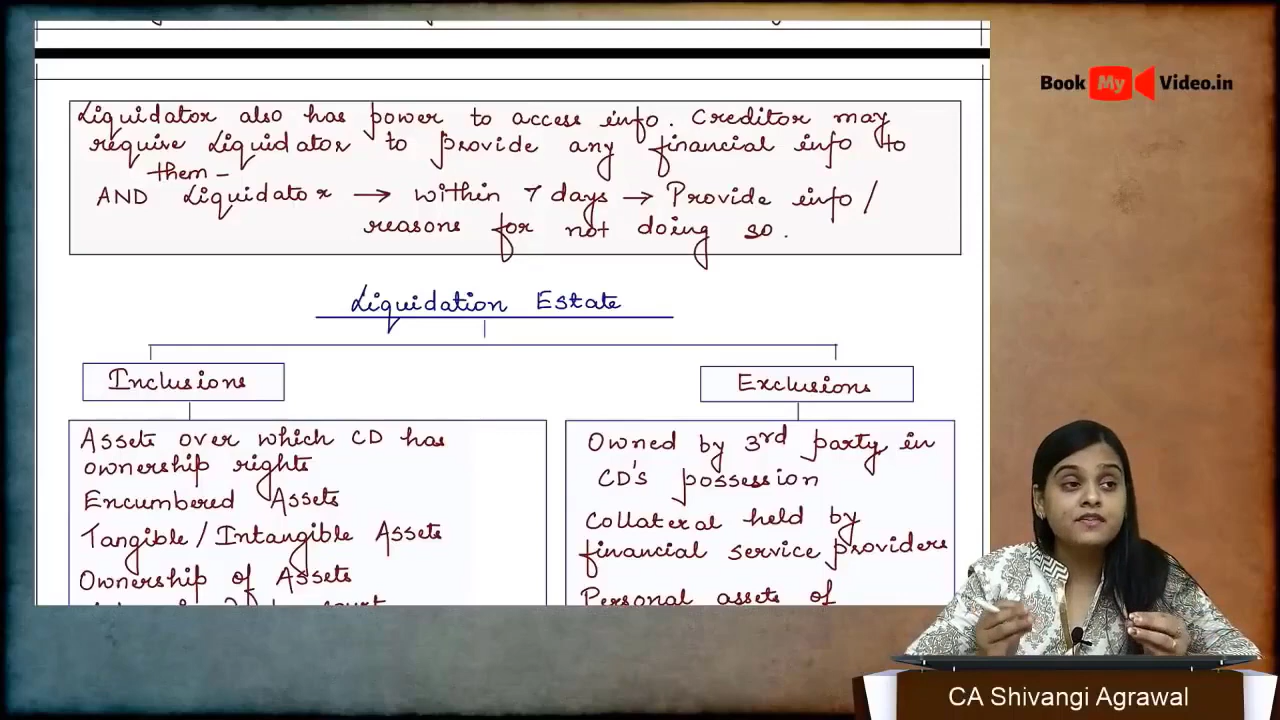 Book My Video.in
Liquidator also has power to access info. Creditor may
require Liquidator to provide any financial info to
them-
AND Liquidator → within 7 days → Provide info/
reasons for not doing so.
Liquidation Estate
Inclusions
Exclusions
Assets over which CD has
ownership rights
Encumbered Assets
Tangible/Intangible Assets
Ownership of Assets
Owned by 3rd party in
CD's possession
Collateral held by
financial service providers
Personal assets of
CA Shivangi Agrawal